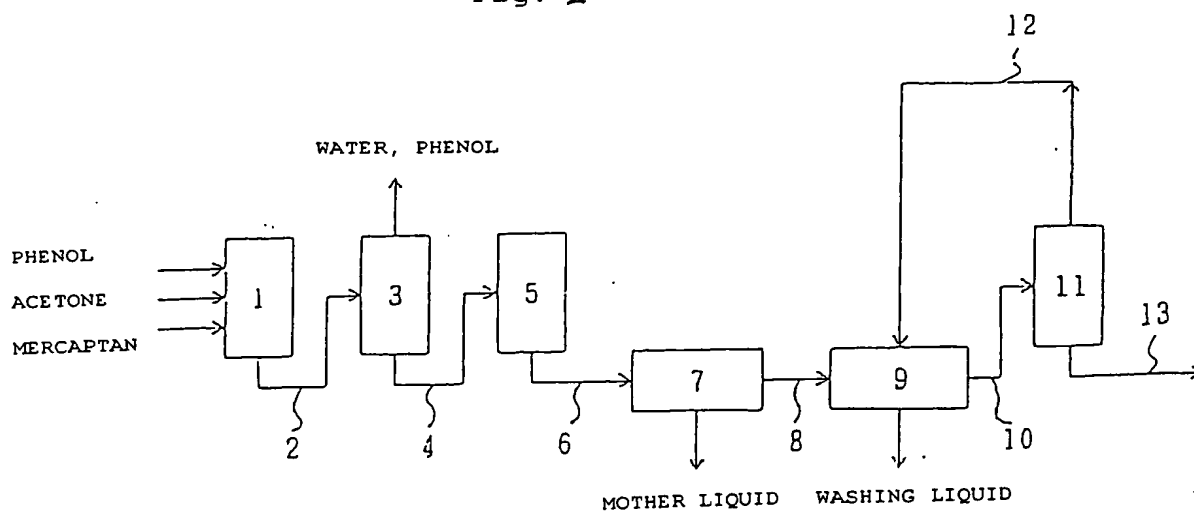 12
WATER, PHENOL
PHENOL
ACETONE
MERCAPTAN
1
3
5
11
13
7
9
2
4
6
8
10
MOTHER LIQUID
WASHING LIQUID